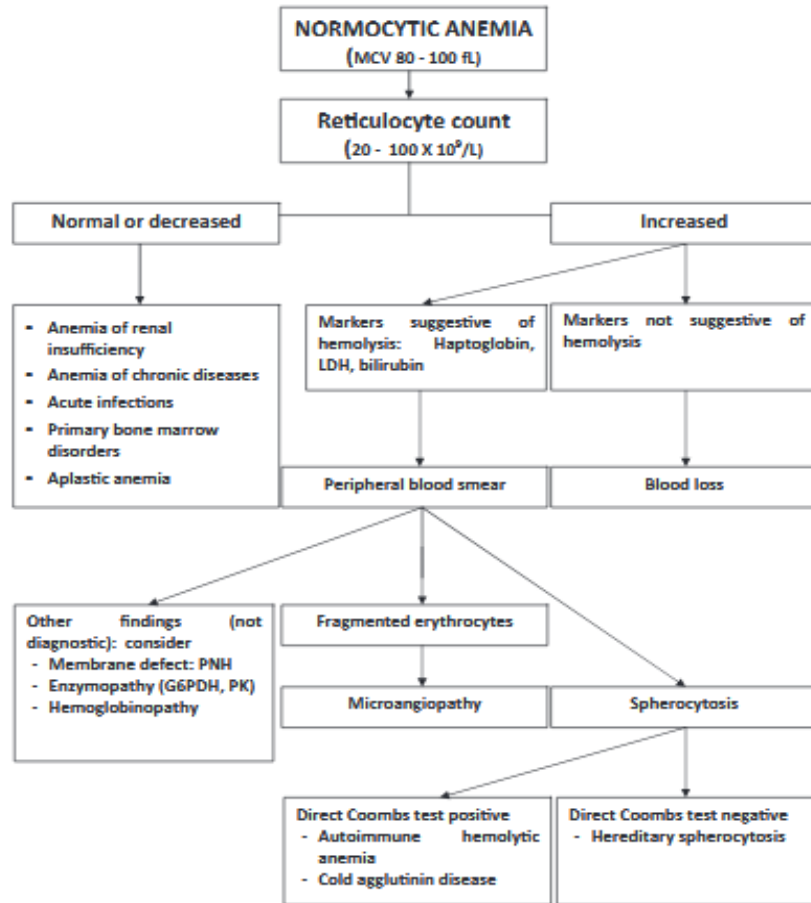 NORMOCYTIC ANEMIA
(MCV 80 - 100 fL)
Reticulocyte count
(20 - 100 X 10⁹/L)
Normal or decreased
Increased
- Anemia of renal
insufficiency
- Anemia of chronic diseases
- Acute infections
- Primary bone marrow
disorders
- Aplastic anemia
Markers suggestive of
hemolysis: Haptoglobin,
LDH, bilirubin
Markers not suggestive of
hemolysis
Peripheral blood smear
Blood loss
Other findings (not
diagnostic): consider
- Membrane defect: PNH
- Enzymopathy (G6PDH, PK)
- Hemoglobinopathy
Fragmented erythrocytes
Microangiopathy
Spherocytosis
Direct Coombs test positive
- Autoimmune hemolytic
anemia
- Cold agglutinin disease
Direct Coombs test negative
- Hereditary spherocytosis